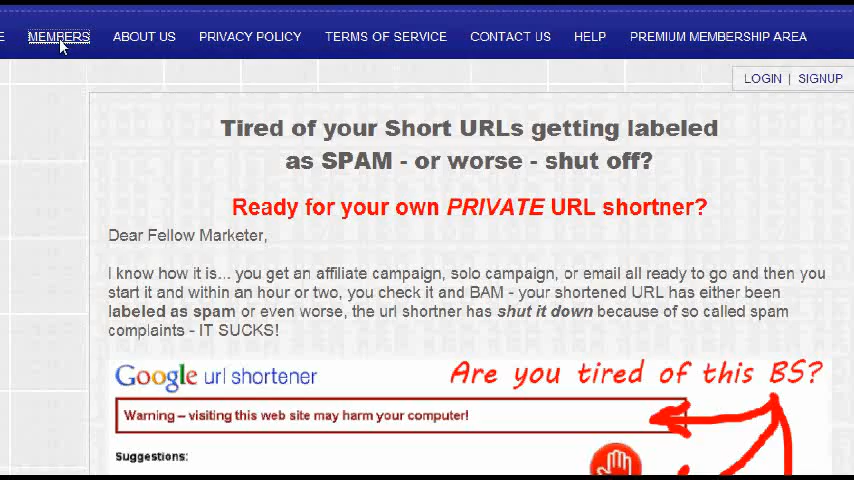 E MEMBERS ABOUT US PRIVACY POLICY TERMS OF SERVICE CONTACT US HELP PREMIUM MEMBERSHIP AREA
LOGIN | SIGNUP
Tired of your Short URLs getting labeled
as SPAM - or worse - shut off?
Ready for your own PRIVATE URL shortner?
Dear Fellow Marketer,
I know how it is... you get an affiliate campaign, solo campaign, or email all ready to go and then you
start it and within an hour or two, you check it and BAM - your shortened URL has either been
labeled as spam or even worse, the url shortner has shut it down because of so called spam
complaints - IT SUCKS!
Google url shortener
Are you tired of this BS?
Warning – visiting this web site may harm your computer!
Suggestions: